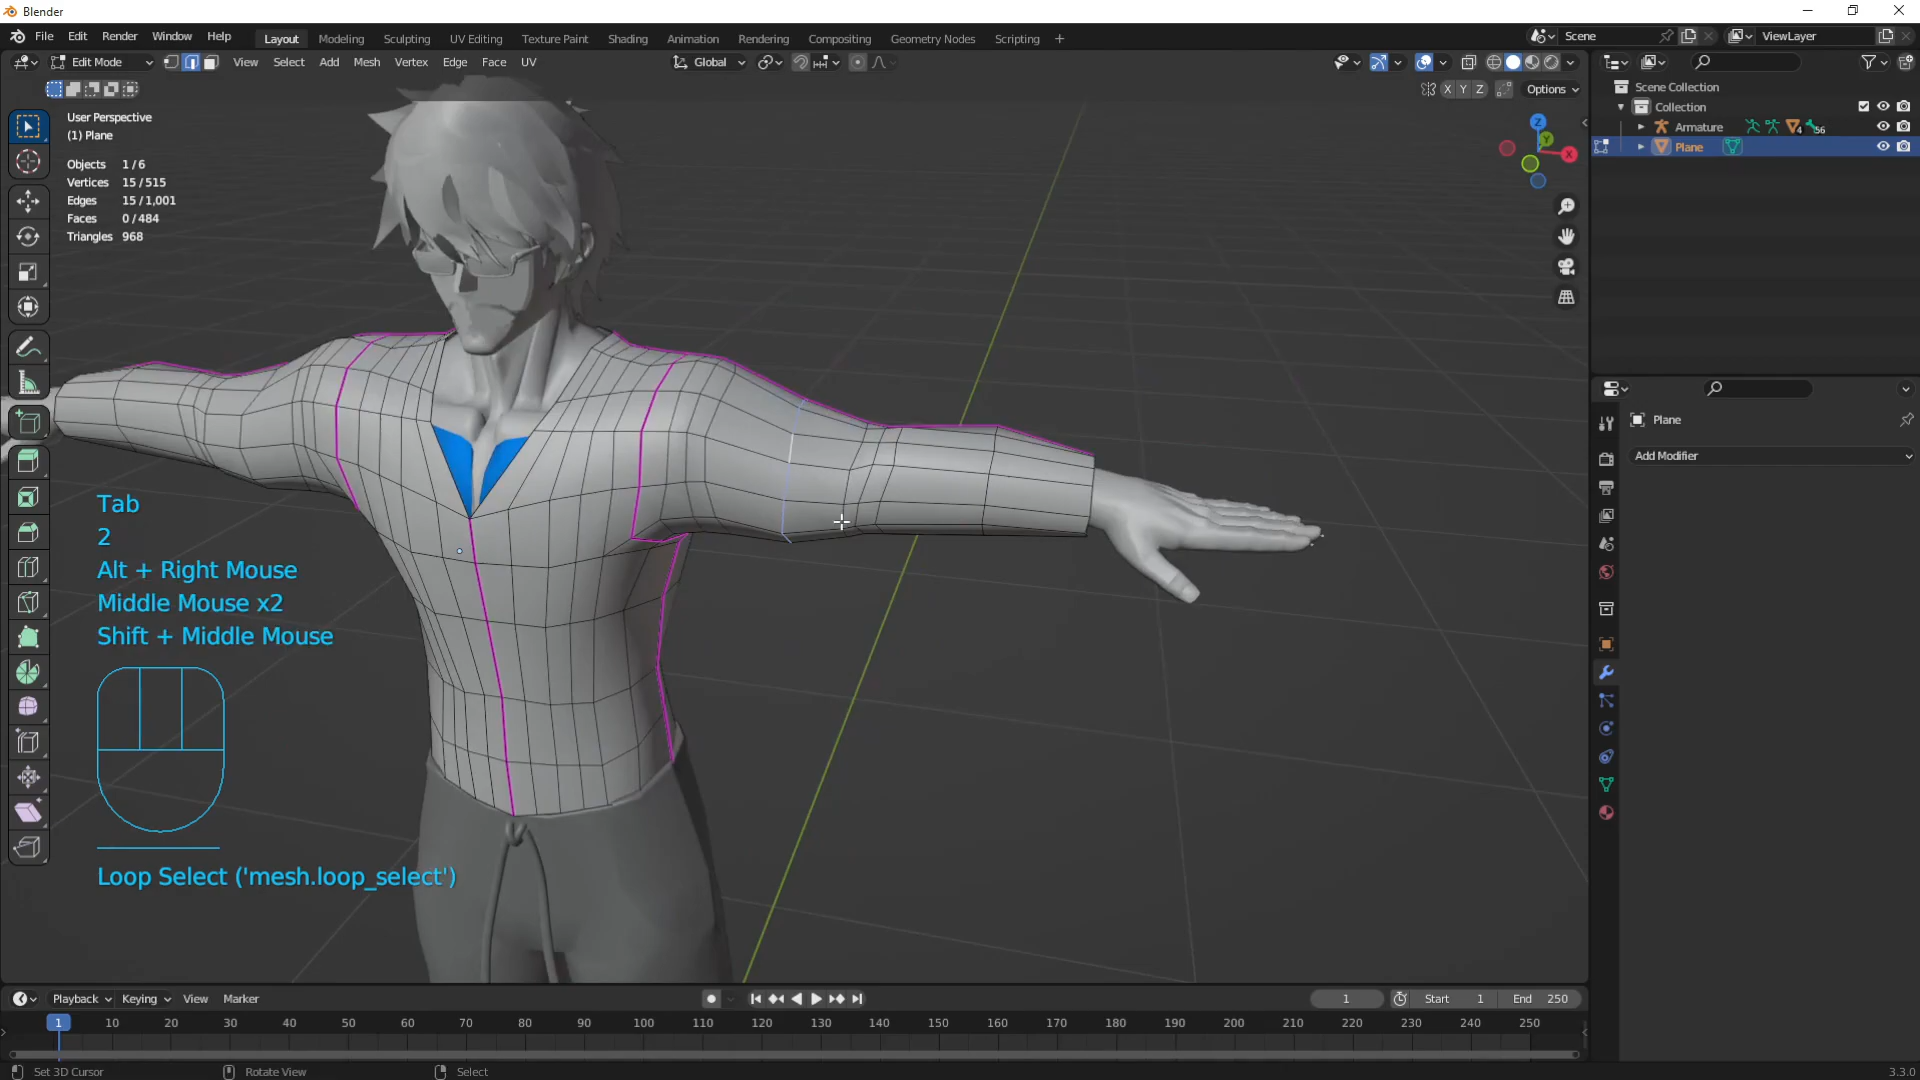 Blender
File Edit Render Window Help Layout Modeling Sculpting UV Editing Texture Paint Shading Animation Rendering Compositing Geometry Nodes Scripting + Scene ViewLayer
Edit Mode View Select Add Mesh Vertex Edge Face UV Global
X Y Z Options
User Perspective
(1) Plane
Objects 1/6
Vertices 15/515
Edges 15/1,001
Faces 0/484
Triangles 968
Z
Y
X
Scene Collection
Collection
Armature 4 56
Plane
Plane
Add Modifier
Tab
2
Alt + Right Mouse
Middle Mouse x2
Shift + Middle Mouse
Loop Select ('mesh.loop_select')
Playback Keying View Marker 1 Start 1 End 250
1 10 20 30 40 50 60 70 80 90 100 110 120 130 140 150 160 170 180 190 200 210 220 230 240 250
Set 3D Cursor Rotate View Select 3.3.0